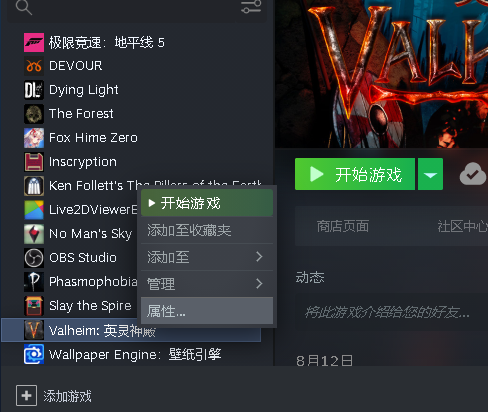 VALH
极限竞速：地平线 5
DEVOUR
Dying Light
The Forest
Fox Hime Zero
Inscryption
Ken Follett's The Pillars of the Earth
Live2DViewerE
No Man's Sky
OBS Studio
Phasmophobia
Slay the Spire
Valheim: 英灵神殿
Wallpaper Engine：壁纸引擎
添加游戏
开始游戏
添加至收藏夹
添加至
管理
属性...
开始游戏
商店页面
社区中心
动态
将此游戏介绍给您的好友...
8月12日